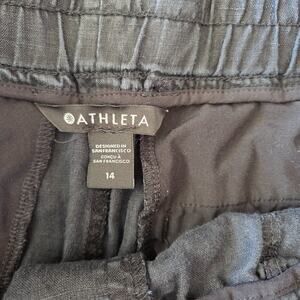 ATHLETA
DESIGNED IN
SAN FRANCISCO
CONÇU À
SAN FRANCISCO
14